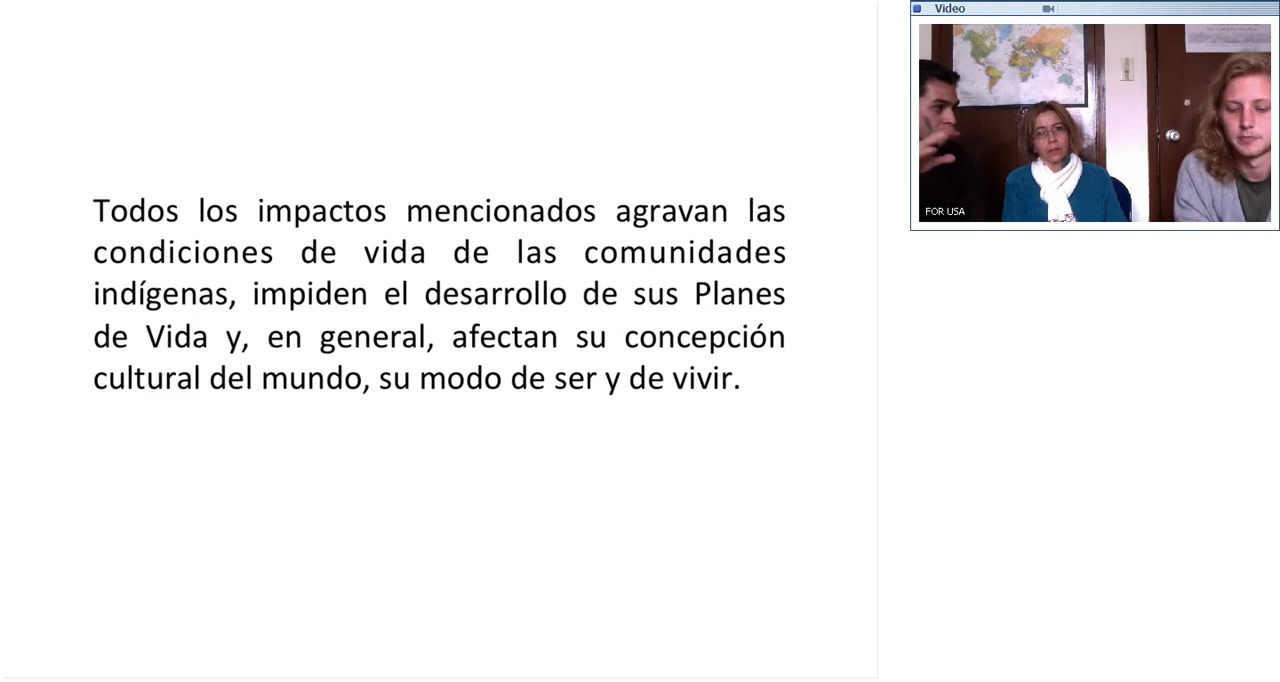 Video
FOR USA
Todos los impactos mencionados agravan las
condiciones de vida de las comunidades
indígenas, impiden el desarrollo de sus Planes
de Vida y, en general, afectan su concepción
cultural del mundo, su modo de ser y de vivir.